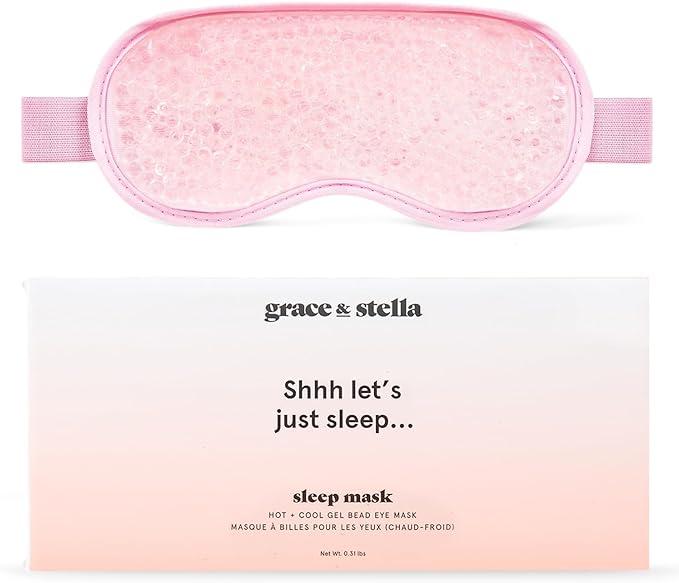 grace & stella
Shhh let's
just sleep...
sleep mask
HOT + COOL GEL BEAD EYE MASK
MASQUE À BILLES POUR LES YEUX (CHAUD-FROID)
Net Wt. 0.31 lbs